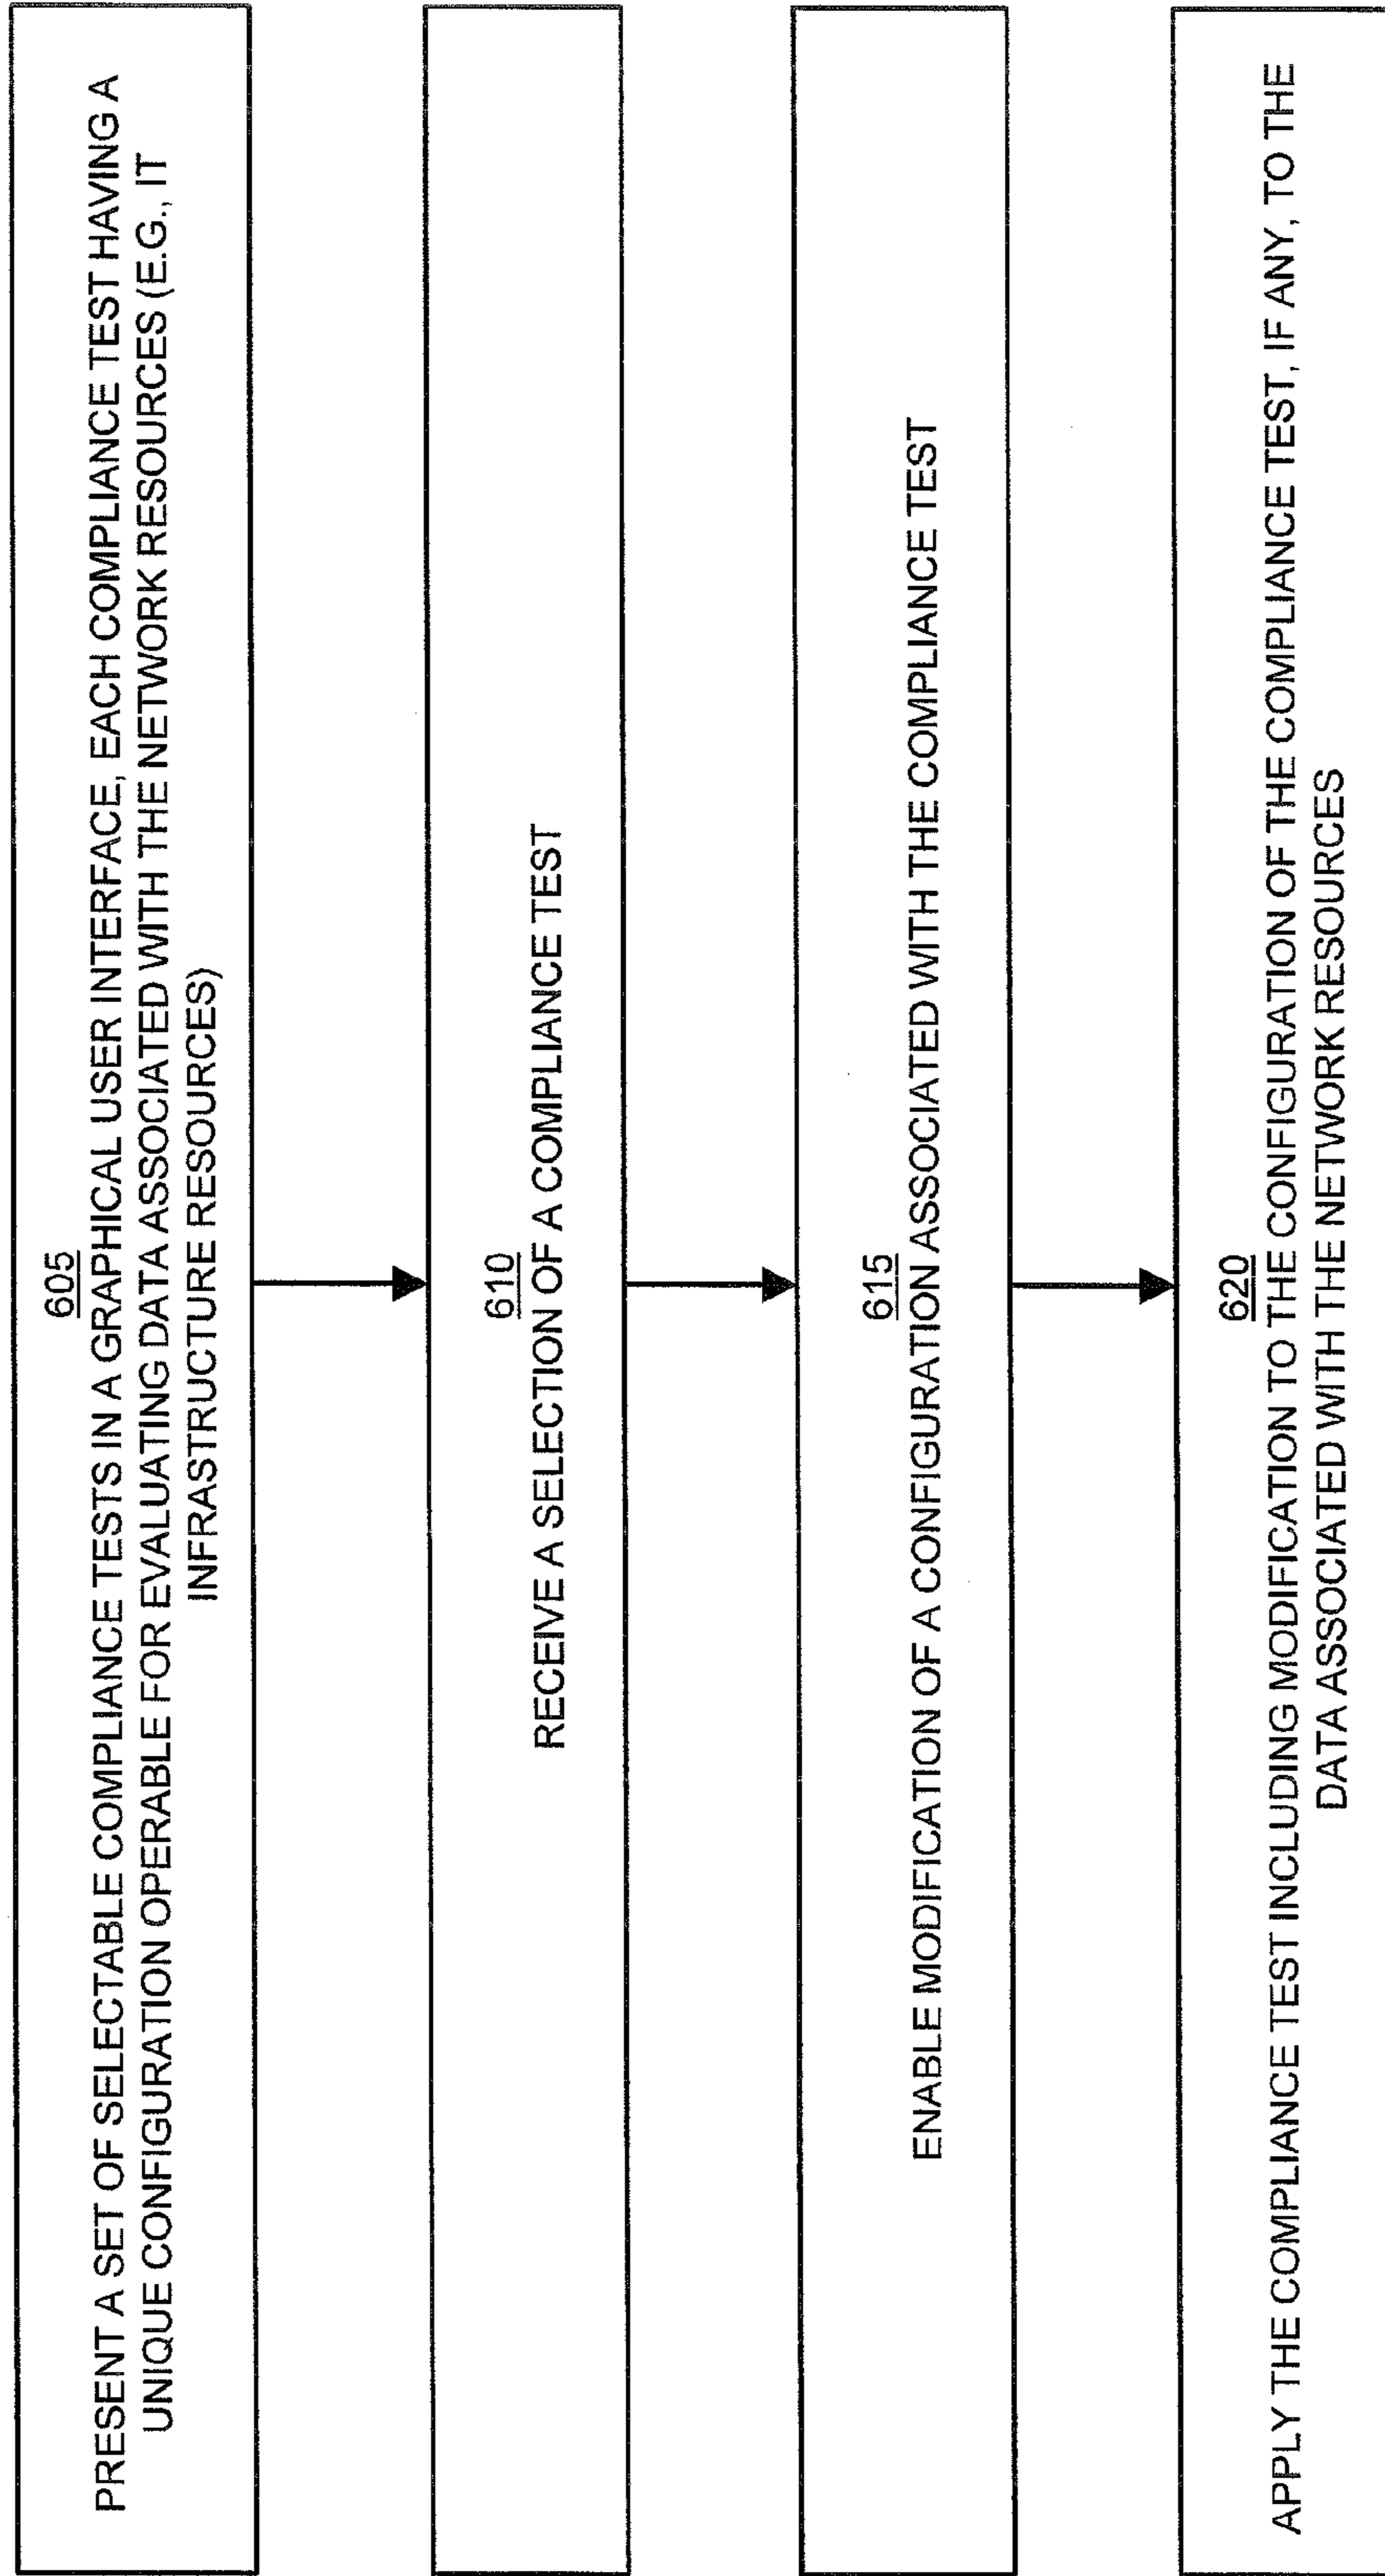 605
PRESENT A SET OF SELECTABLE COMPLIANCE TESTS IN A GRAPHICAL USER INTERFACE, EACH COMPLIANCE TEST HAVING A
UNIQUE CONFIGURATION OPERABLE FOR EVALUATING DATA ASSOCIATED WITH THE NETWORK RESOURCES (E.G., IT
INFRASTRUCTURE RESOURCES)
610
RECEIVE A SELECTION OF A COMPLIANCE TEST
615
ENABLE MODIFICATION OF A CONFIGURATION ASSOCIATED WITH THE COMPLIANCE TEST
620
APPLY THE COMPLIANCE TEST INCLUDING MODIFICATION TO THE CONFIGURATION OF THE COMPLIANCE TEST, IF ANY, TO THE
DATA ASSOCIATED WITH THE NETWORK RESOURCES